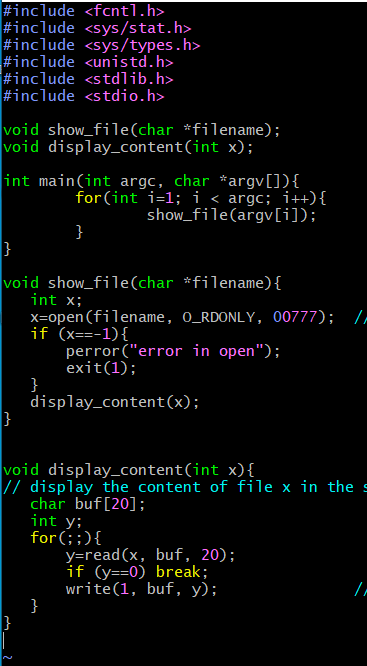 #include <fcntl.h>
#include <sys/stat.h>
#include <sys/types.h>
#include <unistd.h>
#include <stdlib.h>
#include <stdio.h>

void show_file(char *filename);
void display_content(int x);

int main(int argc, char *argv[]){
        for(int i=1; i < argc; i++){
                show_file(argv[i]);
        }
}

void show_file(char *filename){
   int x;
   x=open(filename, O_RDONLY, 00777);  //
   if (x==-1){
       perror("error in open");
       exit(1);
   }
   display_content(x);
}


void display_content(int x){
// display the content of file x in the s
   char buf[20];
   int y;
   for(;;){
       y=read(x, buf, 20);
       if (y==0) break;
       write(1, buf, y);               //
   }
}

~